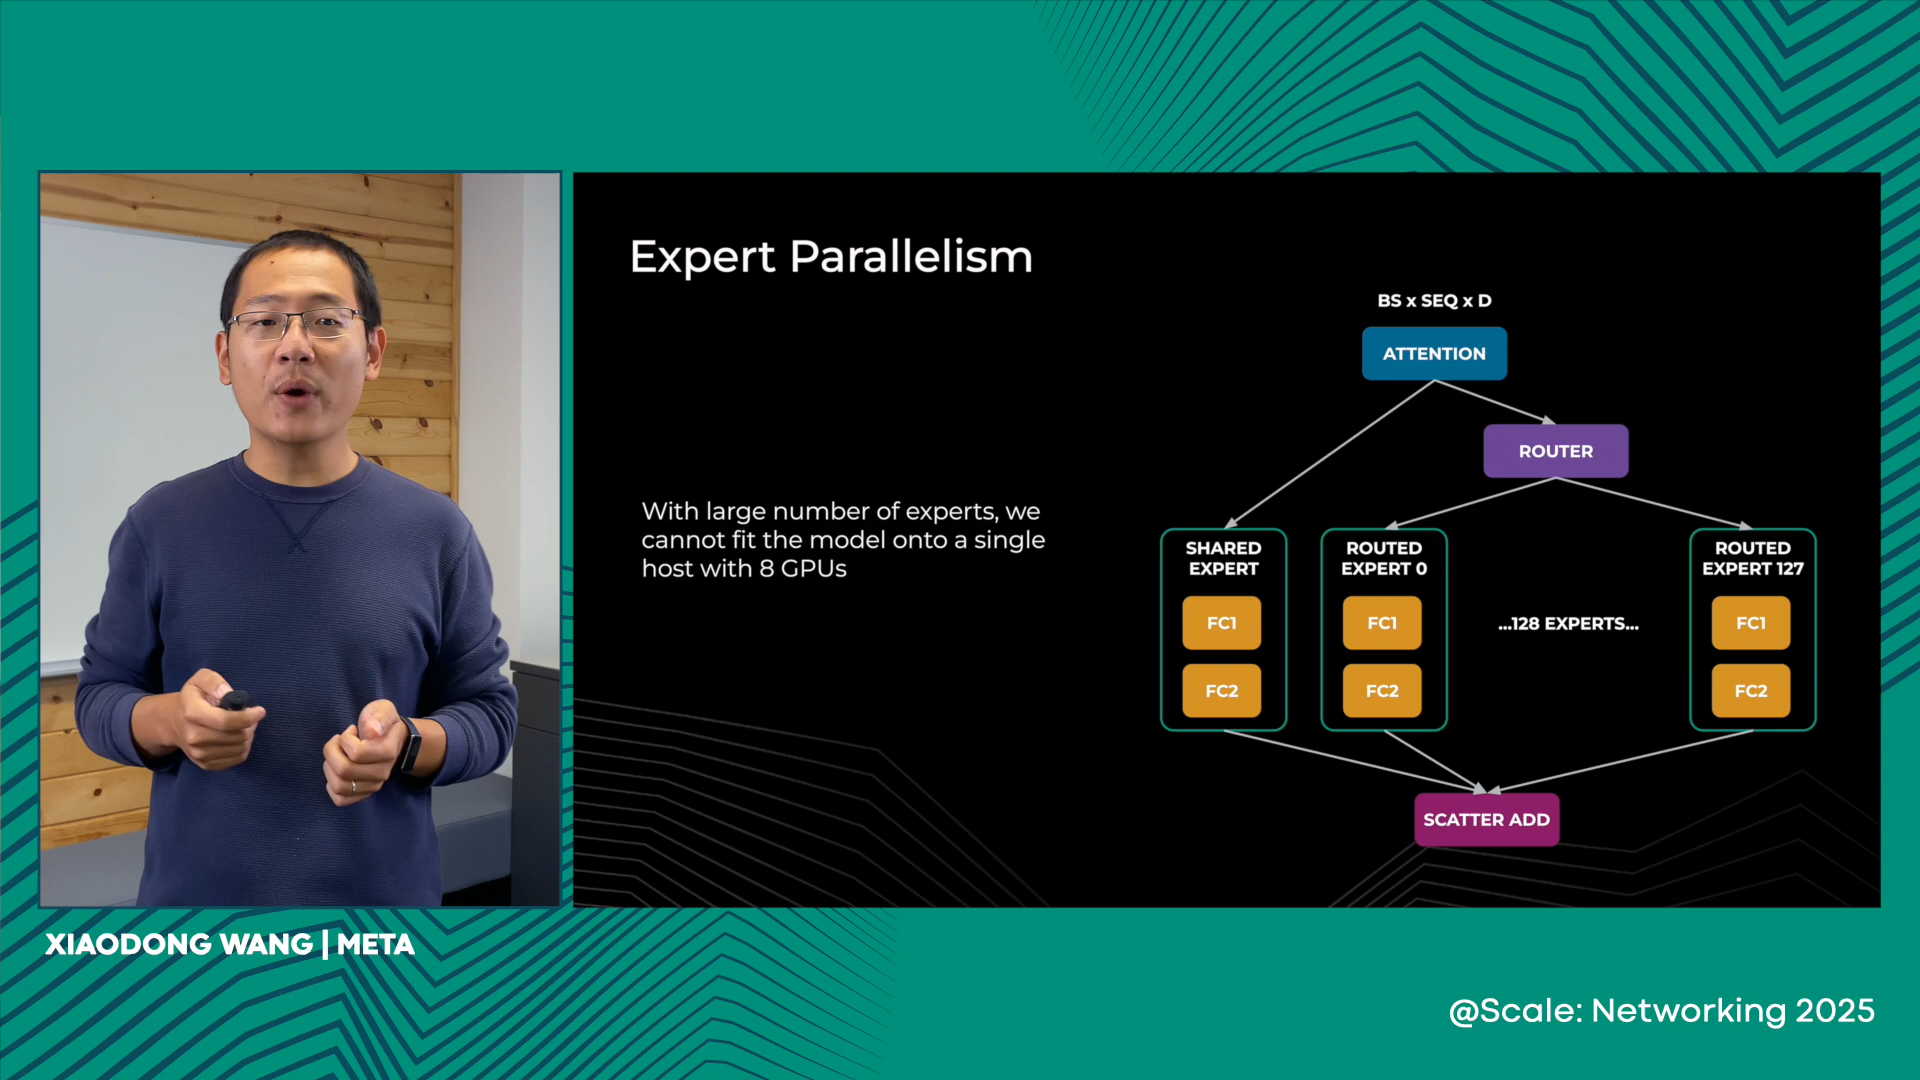 Expert Parallelism
With large number of experts, we
cannot fit the model onto a single
host with 8 GPUs
BS x SEQ x D
ATTENTION
ROUTER
SHARED
EXPERT
FC1
FC2
ROUTED
EXPERT 0
FC1
FC2
...128 EXPERTS...
ROUTED
EXPERT 127
FC1
FC2
SCATTER ADD
XIAODONG WANG | META
@Scale: Networking 2025